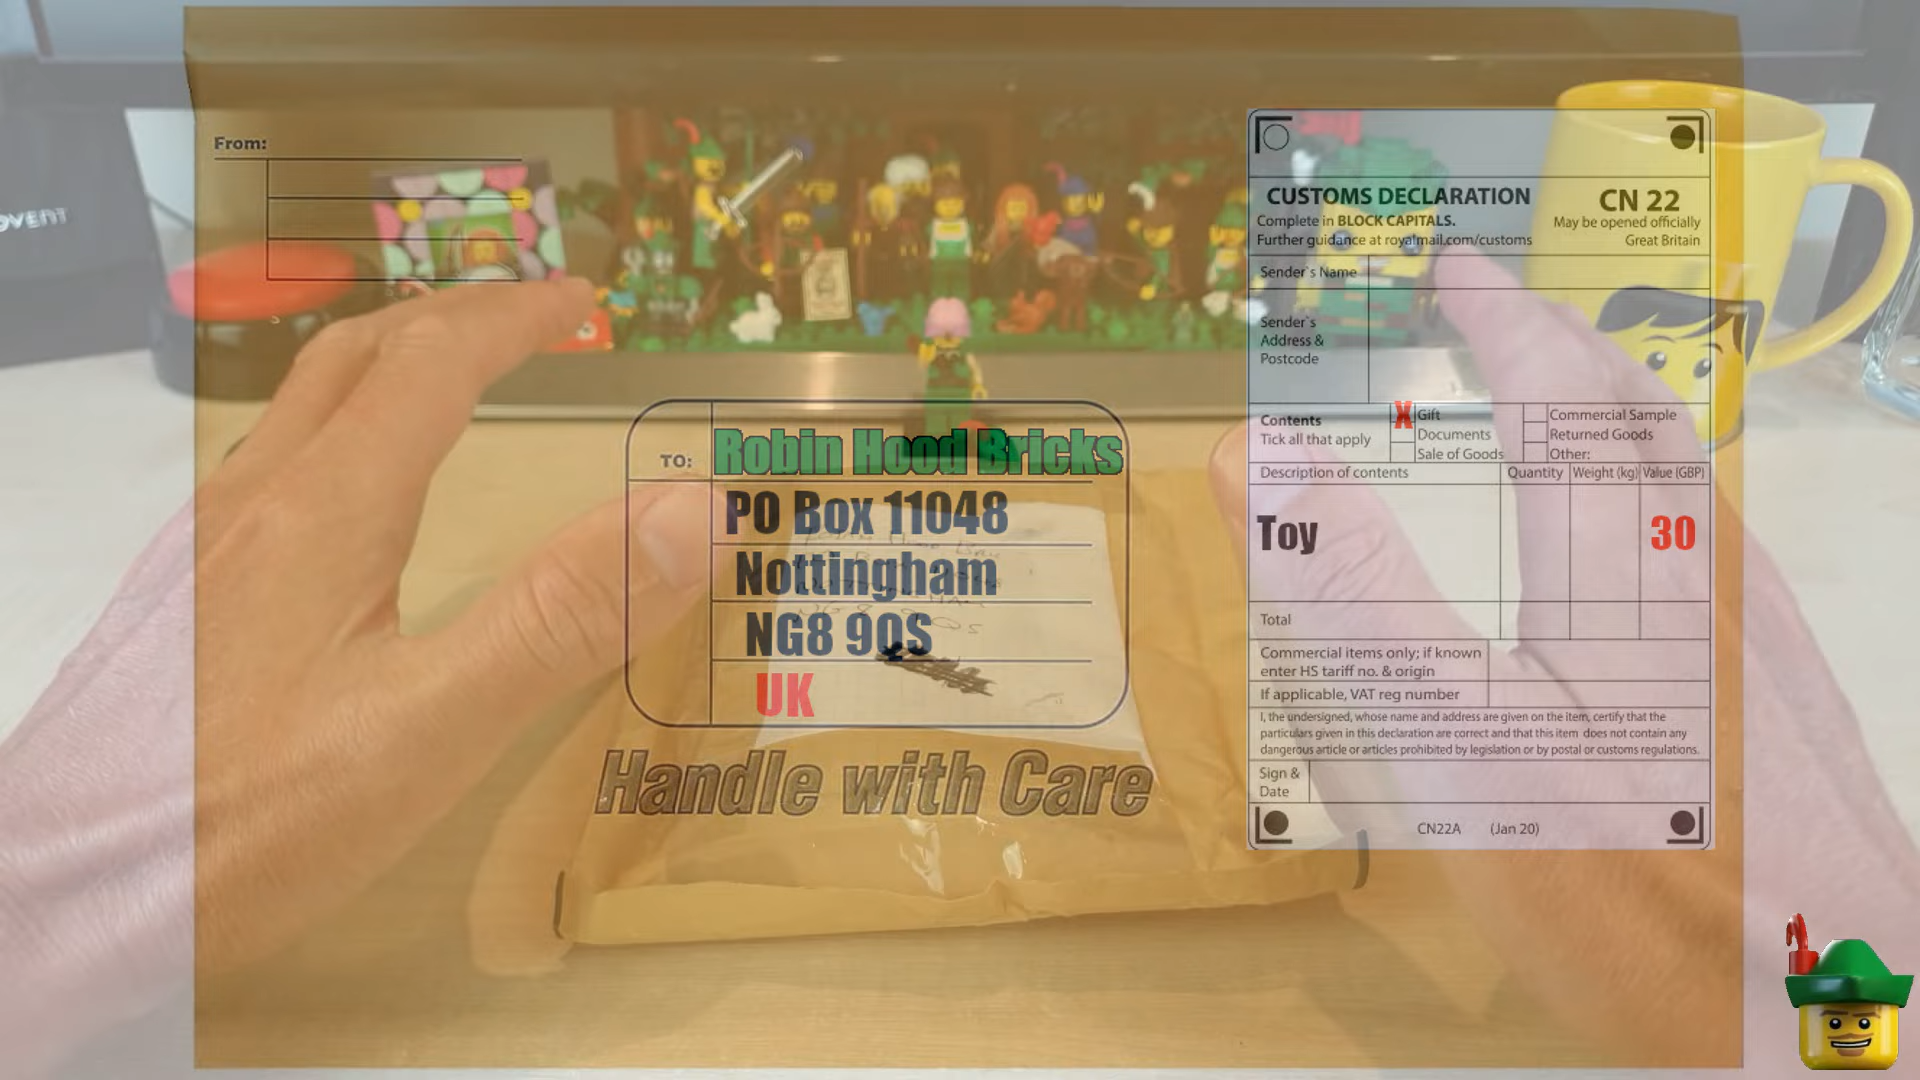 OVENT
From:
TO: Robin Hood Bricks
PO Box 11048
Nottingham
NG8 9QS
UK
Handle with Care
CUSTOMS DECLARATION
Complete in BLOCK CAPITALS.
Further guidance at royalmail.com/customs
CN 22
May be opened officially
Great Britain
Sender`s Name
Sender`s
Address &
Postcode
Contents
Tick all that apply
X Gift
Documents
Sale of Goods
Commercial Sample
Returned Goods
Other:
Description of contents Quantity Weight (kg) Value (GBP)
Toy 30
Total
Commercial items only; if known
enter HS tariff no. & origin
If applicable, VAT reg number
I, the undersigned, whose name and address are given on the item, certify that the
particulars given in this declaration are correct and that this item does not contain any
dangerous article or articles prohibited by legislation or by postal or customs regulations.
Sign &
Date
CN22A (Jan 20)